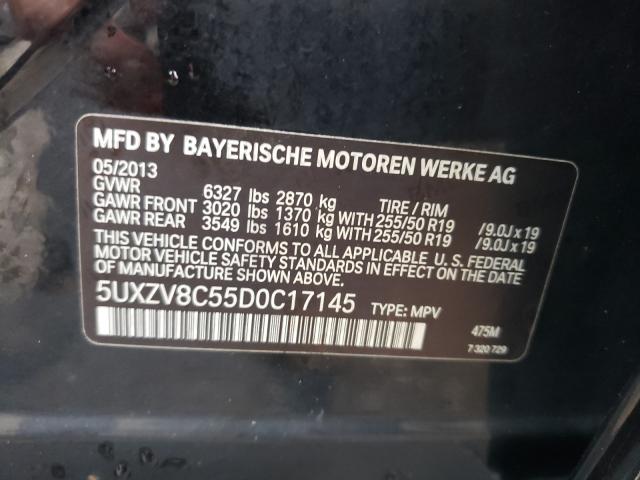 MFD BY BAYERISCHE MOTOREN WERKE AG
05/2013
GVWR 6327 lbs 2870 kg TIRE / RIM
GAWR FRONT 3020 lbs 1370 kg WITH 255/50 R19 /9.0J x 19
GAWR REAR 3549 lbs 1610 kg WITH 255/50 R19 /9.0J x 19
THIS VEHICLE CONFORMS TO ALL APPLICABLE U. S. FEDERAL
MOTOR VEHICLE SAFETY STANDARDS IN EFFECT ON THE DATE
OF MANUFACTURE SHOWN ABOVE.
5UXZV8C55D0C17145 TYPE: MPV
475M
7 320 729